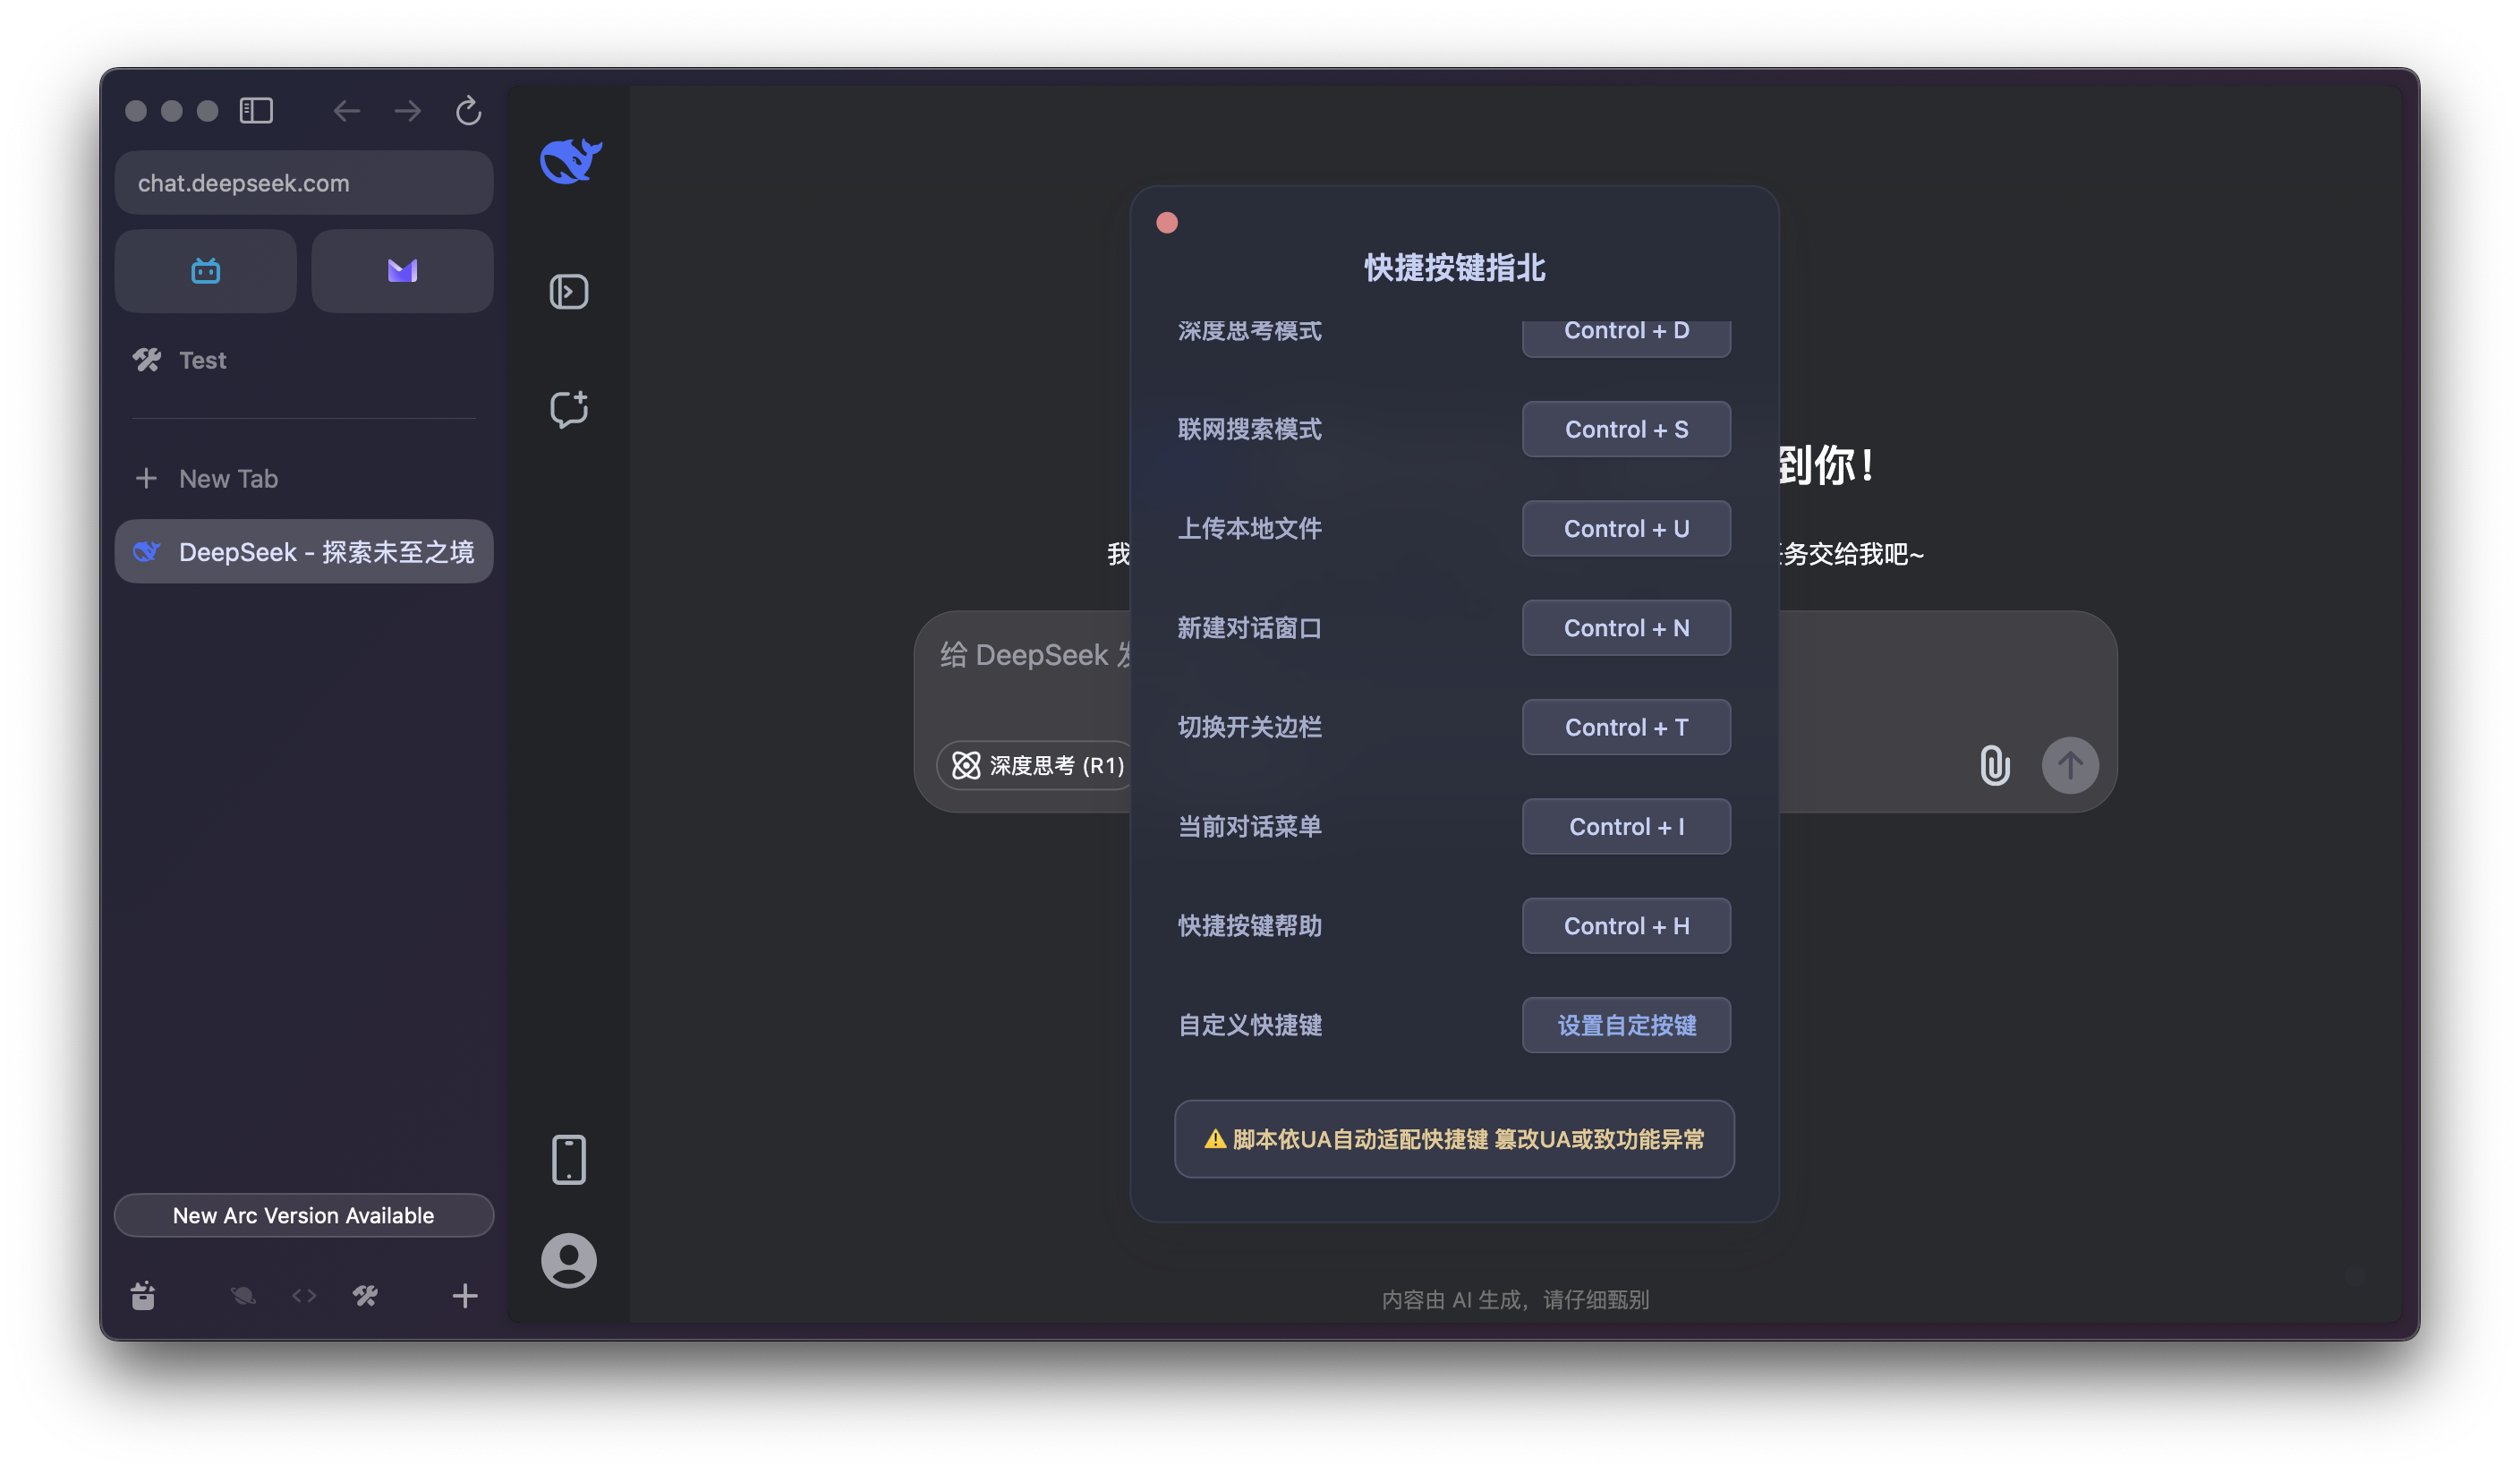 chat.deepseek.com
Test
New Tab
DeepSeek - 探索未至之境
New Arc Version Available
到你！
我
务交给我吧~
给 DeepSeek
深度思考 (R1)
快捷按键指北
深度思考模式 Control + D
联网搜索模式 Control + S
上传本地文件 Control + U
新建对话窗口 Control + N
切换开关边栏 Control + T
当前对话菜单 Control + I
快捷按键帮助 Control + H
自定义快捷键 设置自定按键
⚠️ 脚本依UA自动适配快捷键 篡改UA或致功能异常
内容由 AI 生成，请仔细甄别